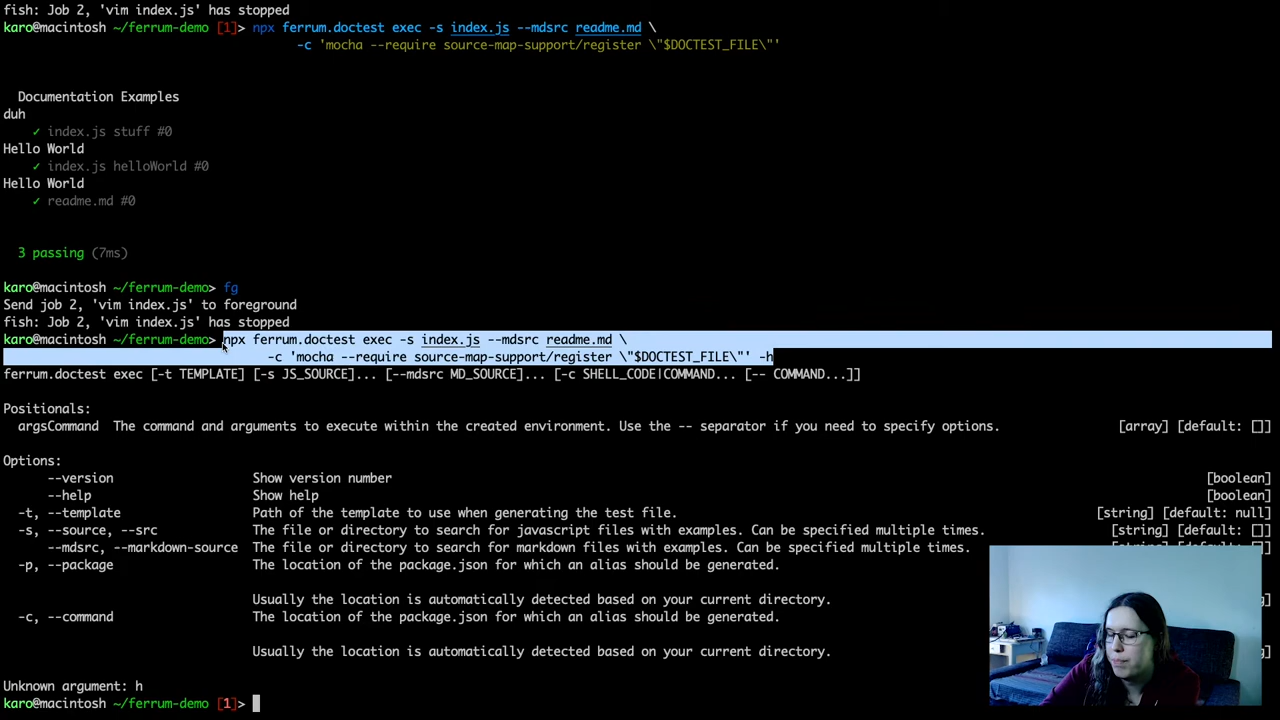 fish: Job 2, 'vim index.js' has stopped
karo@macintosh ~/ferrum-demo [1]> npx ferrum.doctest exec -s index.js --mdsrc readme.md \
-c 'mocha --require source-map-support/register \"$DOCTEST_FILE\"'
Documentation Examples
duh
✓ index.js stuff #0
Hello World
✓ index.js helloWorld #0
Hello World
✓ readme.md #0
3 passing (7ms)
karo@macintosh ~/ferrum-demo> fg
Send job 2, 'vim index.js' to foreground
fish: Job 2, 'vim index.js' has stopped
karo@macintosh ~/ferrum-demo> npx ferrum.doctest exec -s index.js --mdsrc readme.md \
-c 'mocha --require source-map-support/register \"$DOCTEST_FILE\"' -h
ferrum.doctest exec [-t TEMPLATE] [-s JS_SOURCE]... [--mdsrc MD_SOURCE]... [-c SHELL_CODE|COMMAND... [-- COMMAND...]]
Positionals:
argsCommand The command and arguments to execute within the created environment. Use the -- separator if you need to specify options. [array] [default: []]
Options:
--version Show version number [boolean]
--help Show help [boolean]
-t, --template Path of the template to use when generating the test file. [string] [default: null]
-s, --source, --src The file or directory to search for javascript files with examples. Can be specified multiple times. [string] [default: []]
--mdsrc, --markdown-source The file or directory to search for markdown files with examples. Can be specified multiple times.
-p, --package The location of the package.json for which an alias should be generated.
Usually the location is automatically detected based on your current directory.
-c, --command The location of the package.json for which an alias should be generated.
Usually the location is automatically detected based on your current directory.
Unknown argument: h
karo@macintosh ~/ferrum-demo [1]>